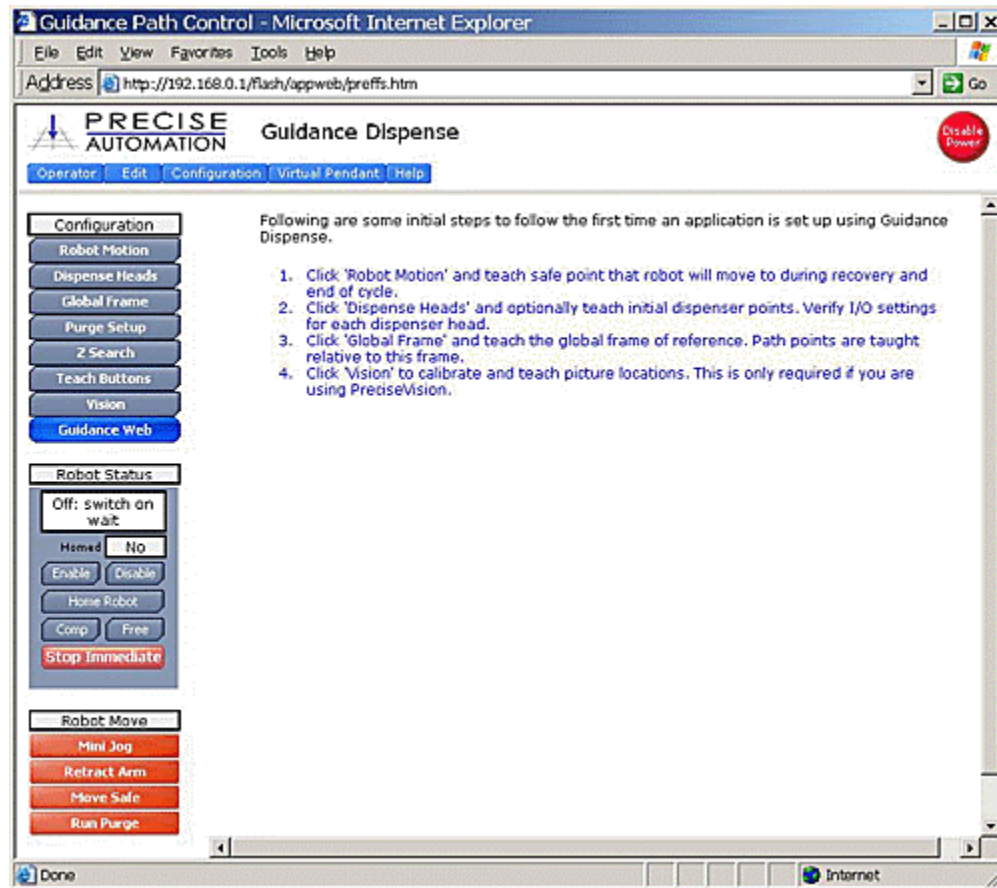 Guidance Path Control - Microsoft Internet Explorer
File Edit View Favorites Tools Help
Address http://192.168.0.1/flash/appweb/preffs.htm Go
PRECISE
AUTOMATION
Guidance Dispense
Disable
Power
Operator Edit Configuration Virtual Pendant Help
Configuration
Robot Motion
Dispense Heads
Global Frame
Purge Setup
Z Search
Teach Buttons
Vision
Guidance Web
Following are some initial steps to follow the first time an application is set up using Guidance
Dispense.
1. Click 'Robot Motion' and teach safe point that robot will move to during recovery and
end of cycle.
2. Click 'Dispense Heads' and optionally teach initial dispenser points. Verify I/O settings
for each dispenser head.
3. Click 'Global Frame' and teach the global frame of reference. Path points are taught
relative to this frame.
4. Click 'Vision' to calibrate and teach picture locations. This is only required if you are
using PreciseVision.
Robot Status
Off: switch on
wait
Homed No
Enable Disable
Home Robot
Comp Free
Stop Immediate
Robot Move
Mini Jog
Retract Arm
Move Safe
Run Purge
Done
Internet